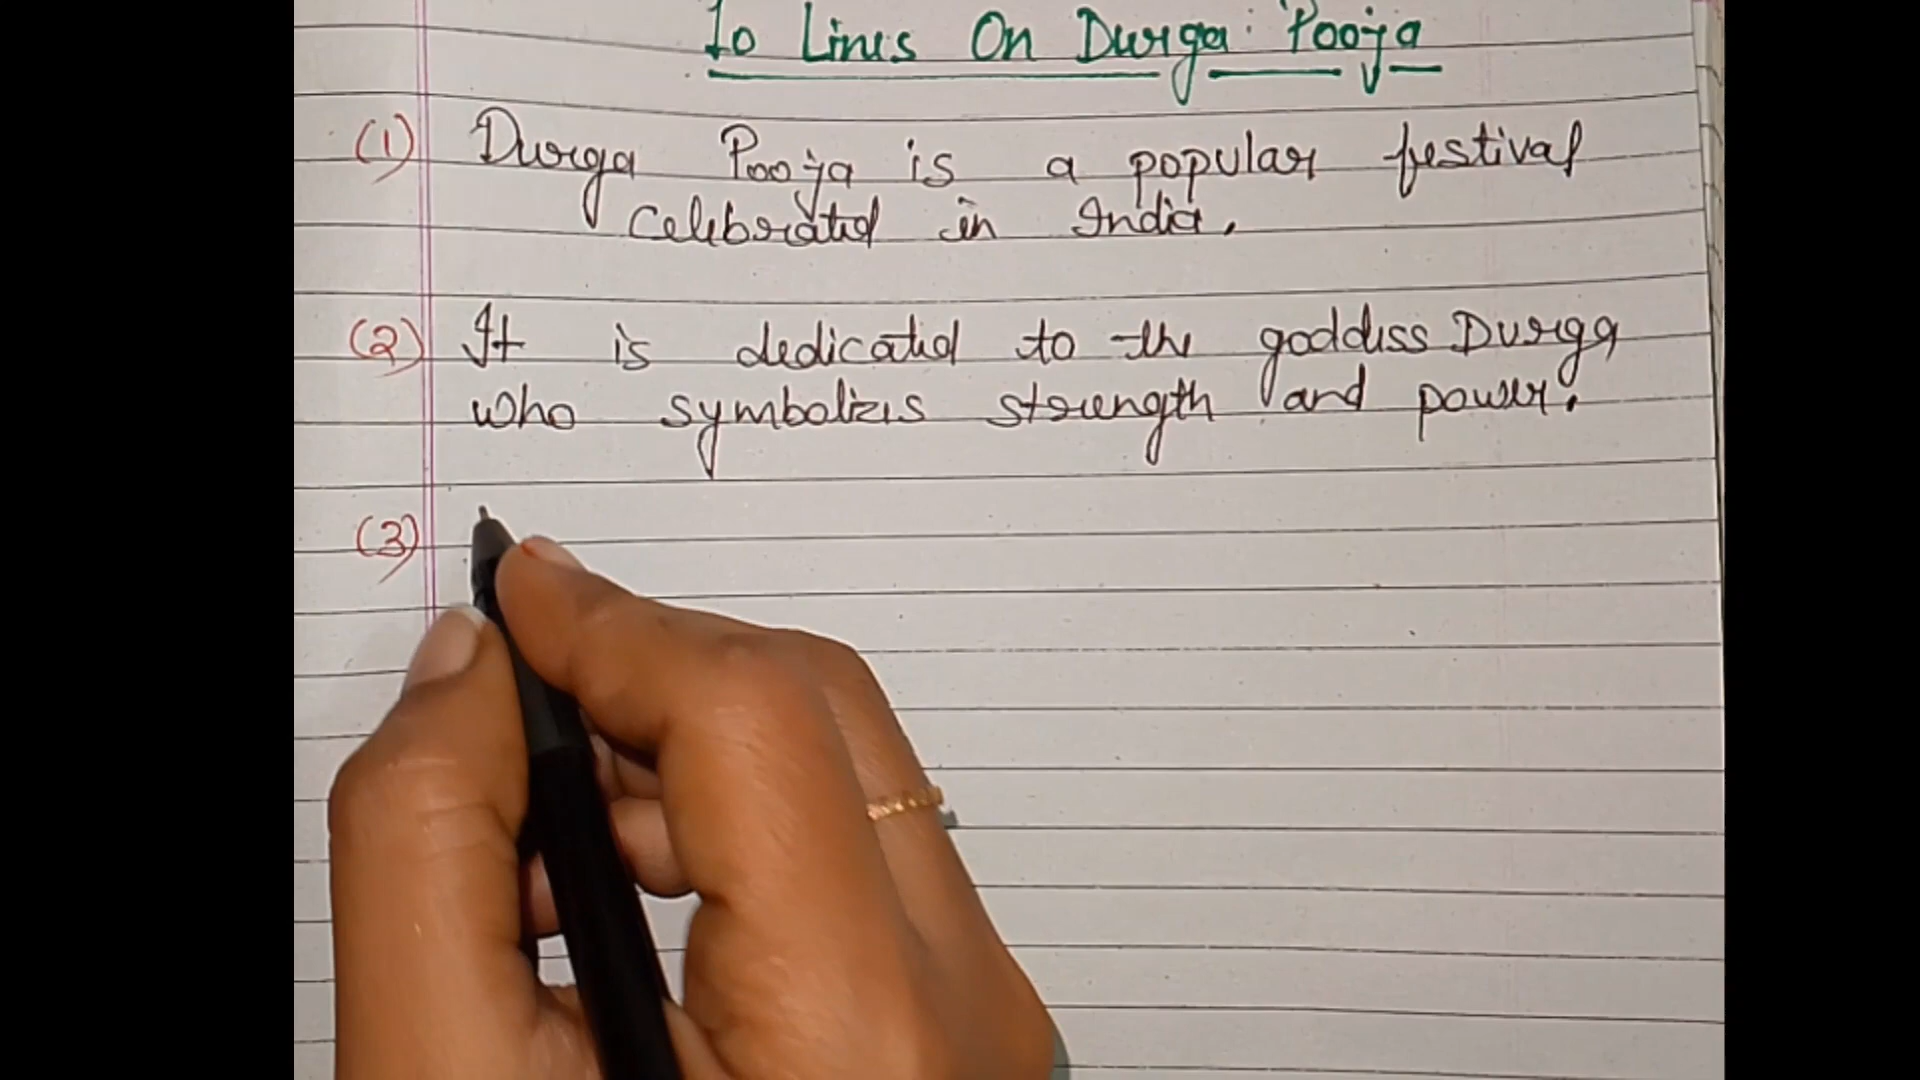 10 Lines On Durga Pooja
(1) Durga Pooja is a popular festival
celebrated in India.
(2) It is dedicated to the goddess Durga
who symbolizes strength and power.
(3)